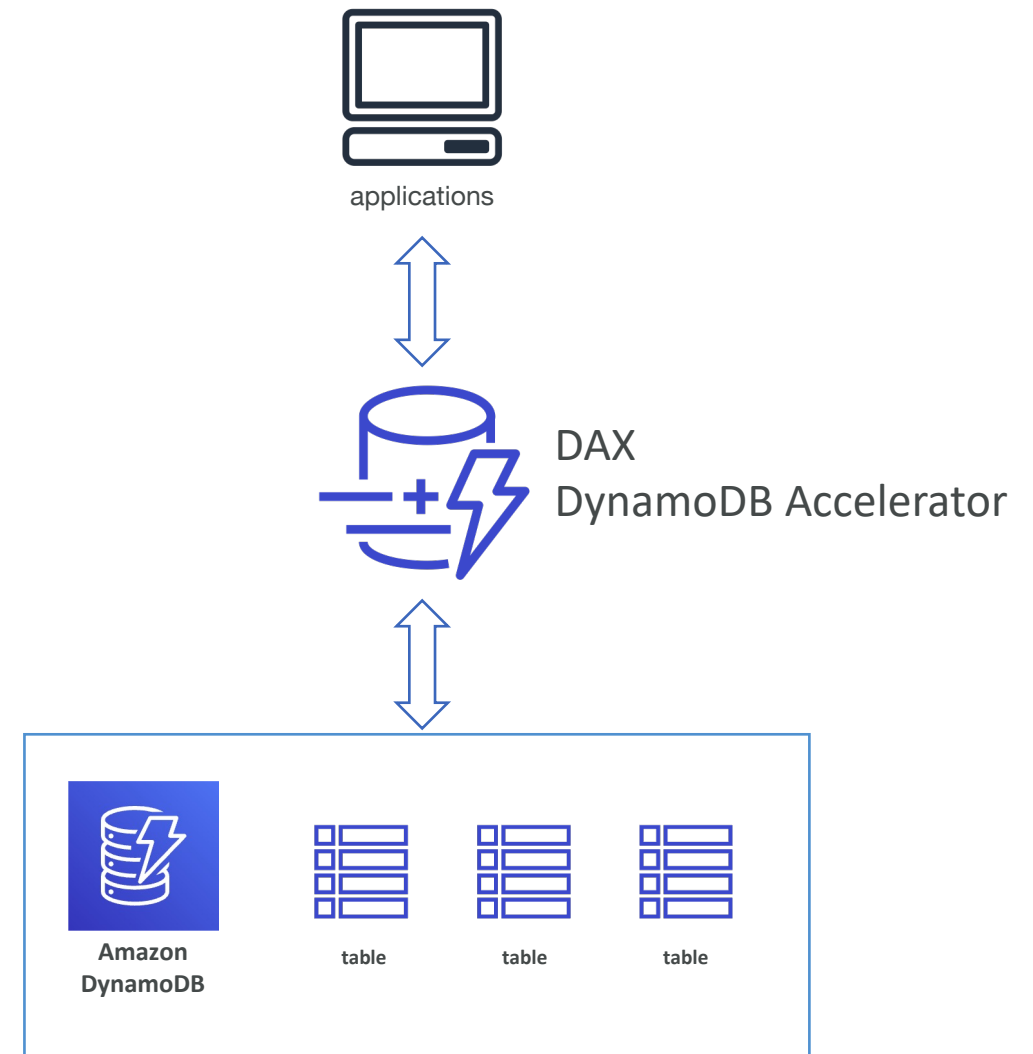 applications
DAX
DynamoDB Accelerator
Amazon
DynamoDB
table
table
table